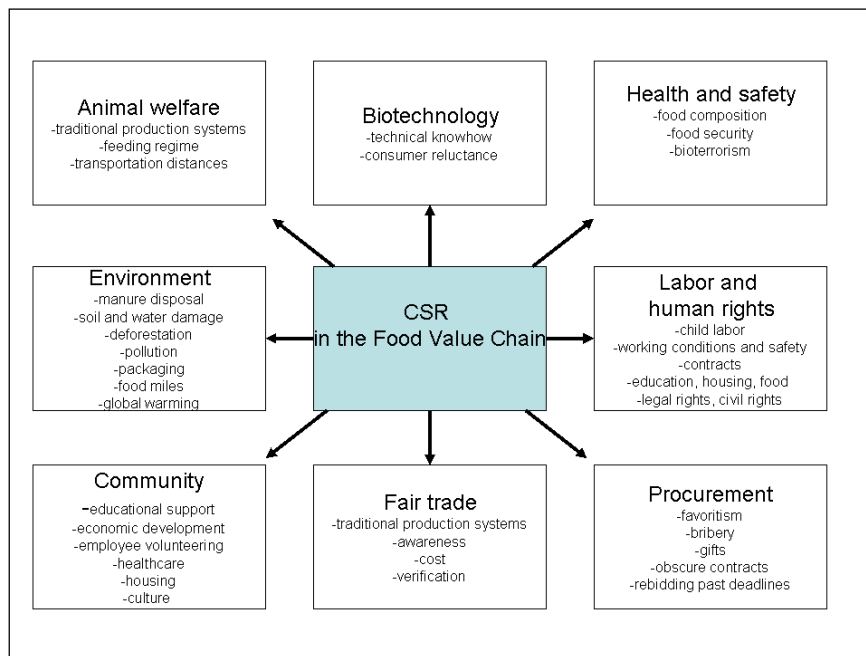 Animal welfare
-traditional production systems
-feeding regime
-transportation distances
Biotechnology
-technical knowhow
-consumer reluctance
Health and safety
-food composition
-food security
-bioterrorism
Environment
-manure disposal
-soil and water damage
-deforestation
-pollution
-packaging
-food miles
-global warming
CSR
in the Food Value Chain
Labor and
human rights
-child labor
-working conditions and safety
-contracts
-education, housing, food
-legal rights, civil rights
Community
-educational support
-economic development
-employee volunteering
-healthcare
-housing
-culture
Fair trade
-traditional production systems
-awareness
-cost
-verification
Procurement
-favoritism
-bribery
-gifts
-obscure contracts
-rebidding past deadlines